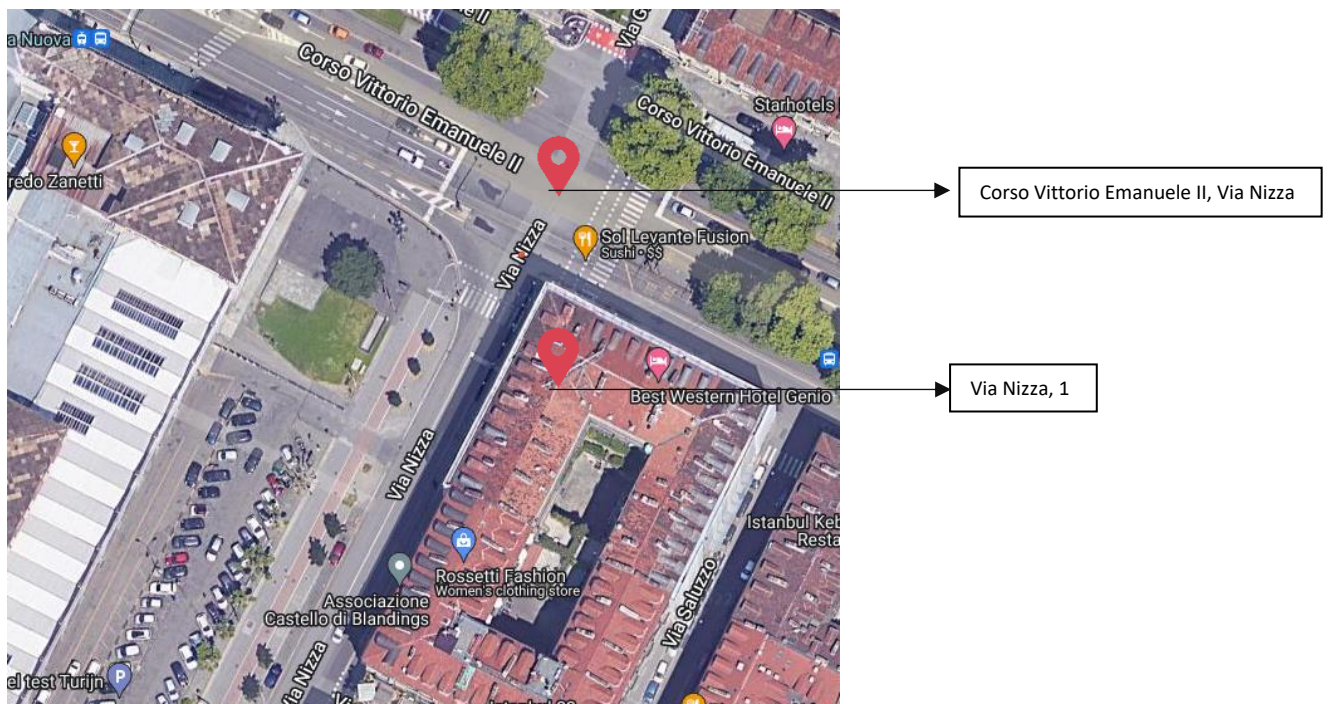 a Nuova
Corso Vittorio Emanuele II
Via G
Corso Vittorio Emanuele II
Starhotels
redo Zanetti
Corso Vittorio Emanuele II, Via Nizza
Via Nizza
Sol Levante Fusion
Sushi • $$
Best Western Hotel Genio
Via Nizza, 1
Via Nizza
Istanbul Keb
Resta
Rossetti Fashion
Women's clothing store
Associazione
Castello di Blandings
Via Saluzzo
Via Nizza
el test Turijn
P